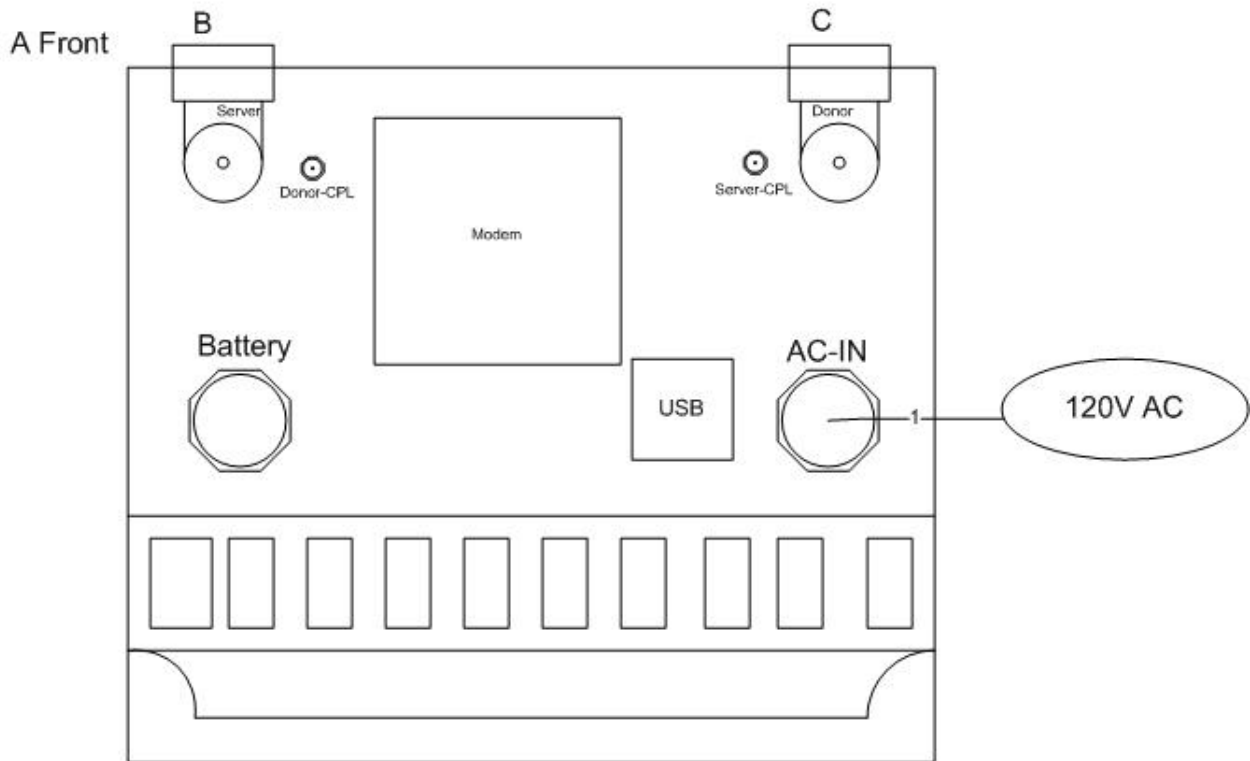 B
C
A Front
Server
Donor
Donor-CPL
Server-CPL
Modem
Battery
AC-IN
USB
1
120V AC